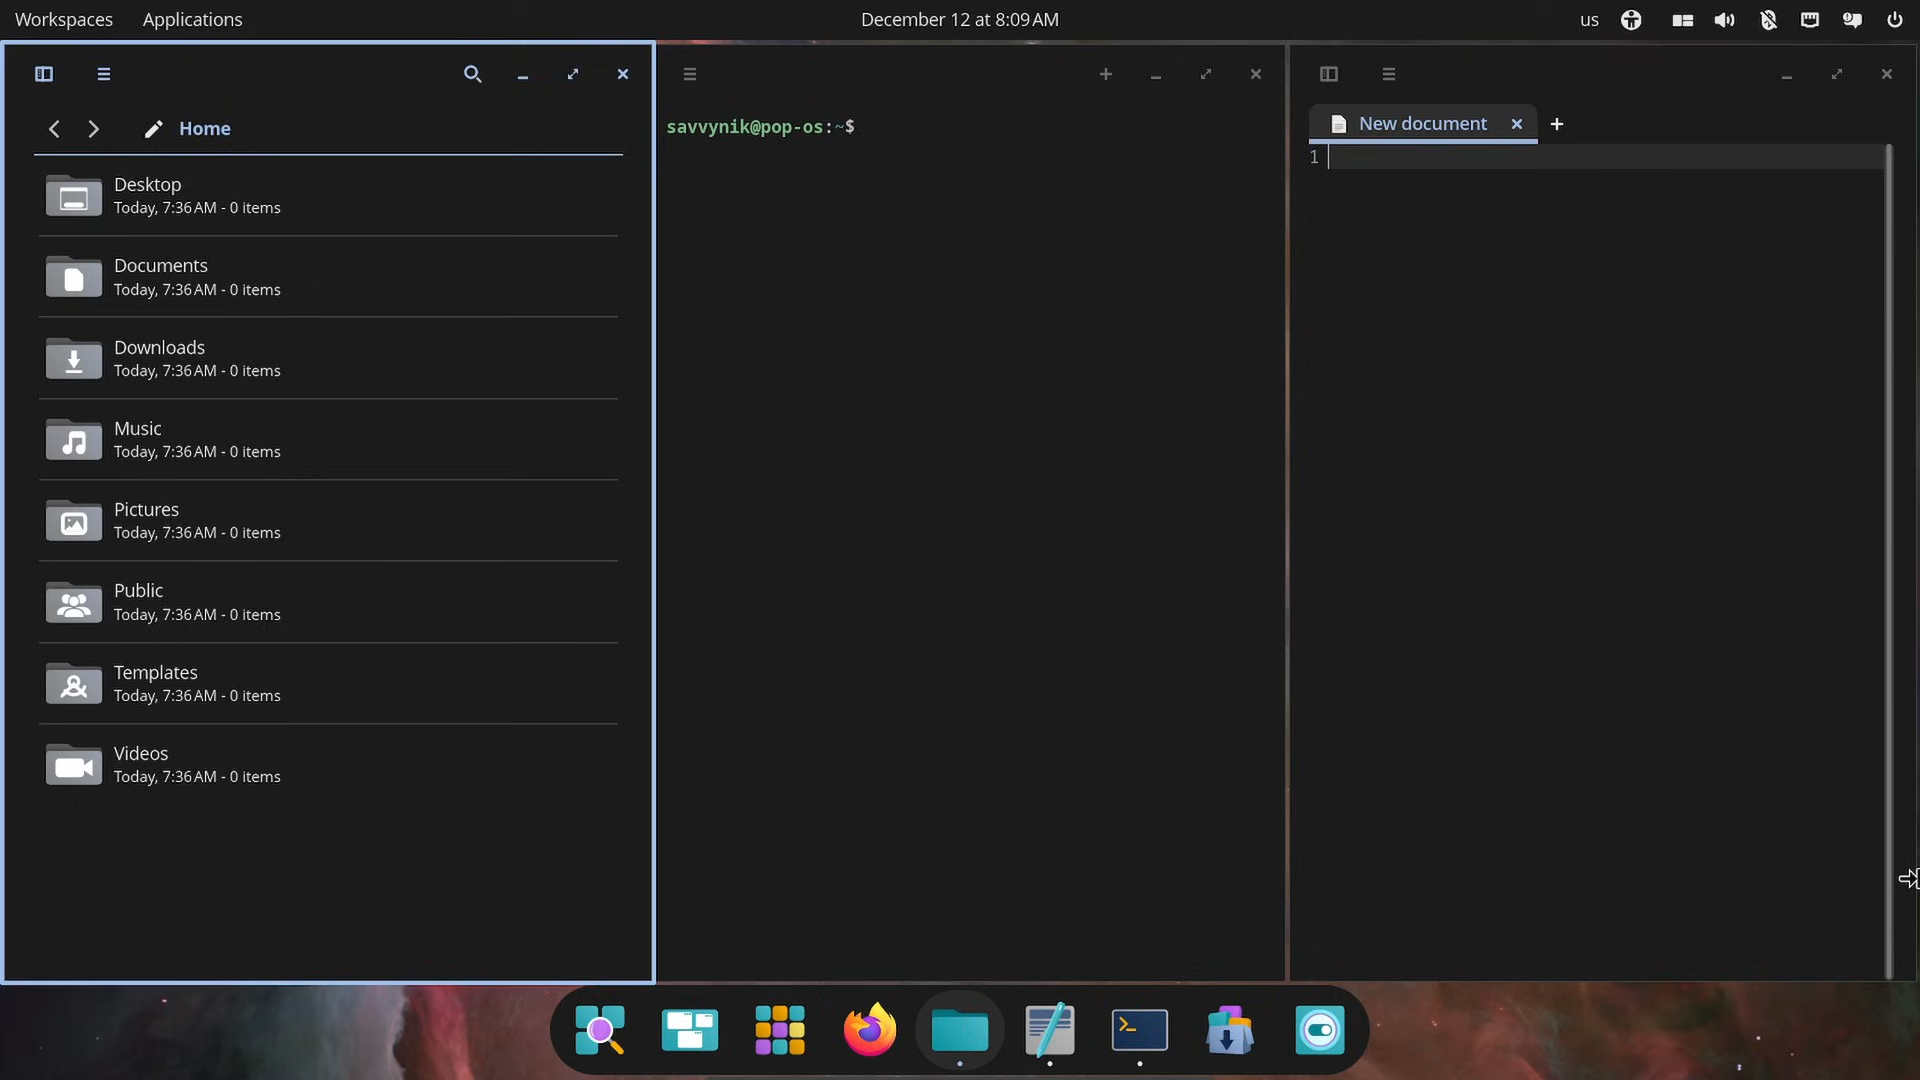 Workspaces Applications December 12 at 8:09 AM us
Home
Desktop
Today, 7:36 AM - 0 items
Documents
Today, 7:36 AM - 0 items
Downloads
Today, 7:36 AM - 0 items
Music
Today, 7:36 AM - 0 items
Pictures
Today, 7:36 AM - 0 items
Public
Today, 7:36 AM - 0 items
Templates
Today, 7:36 AM - 0 items
Videos
Today, 7:36 AM - 0 items
savvynik@pop-os:~$
New document
1